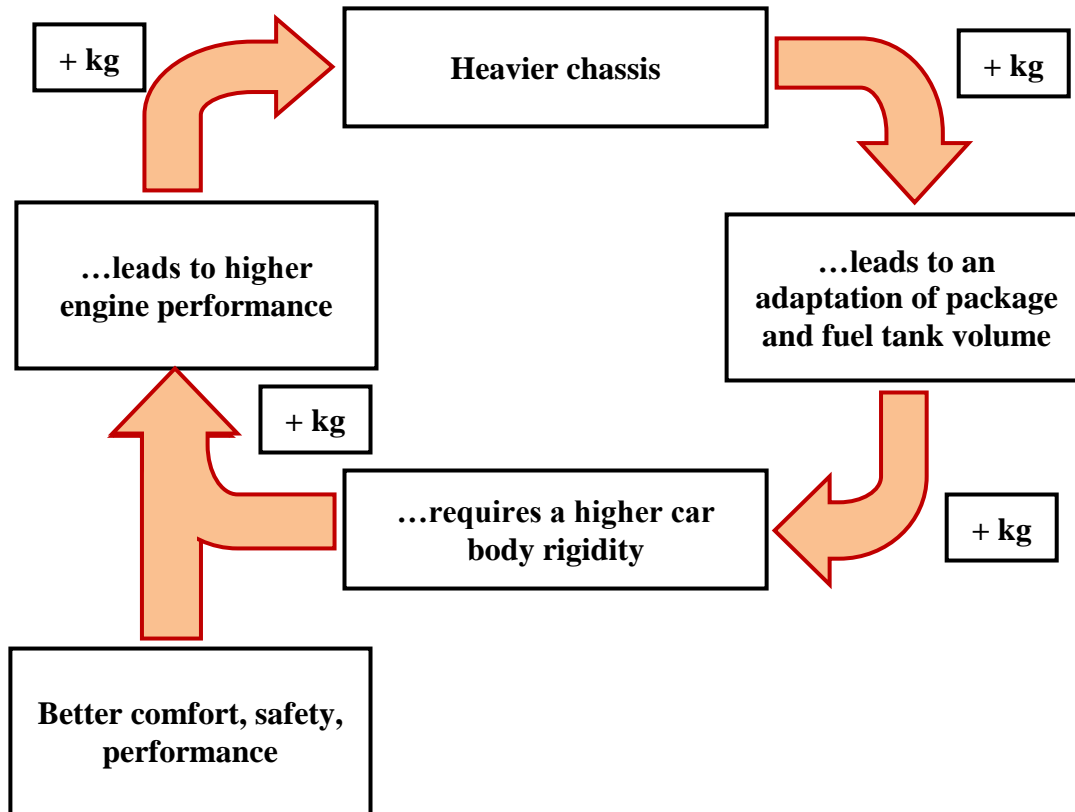 + kg
Heavier chassis
+ kg
…leads to higher
engine performance
…leads to an
adaptation of package
and fuel tank volume
+ kg
…requires a higher car
body rigidity
+ kg
Better comfort, safety,
performance